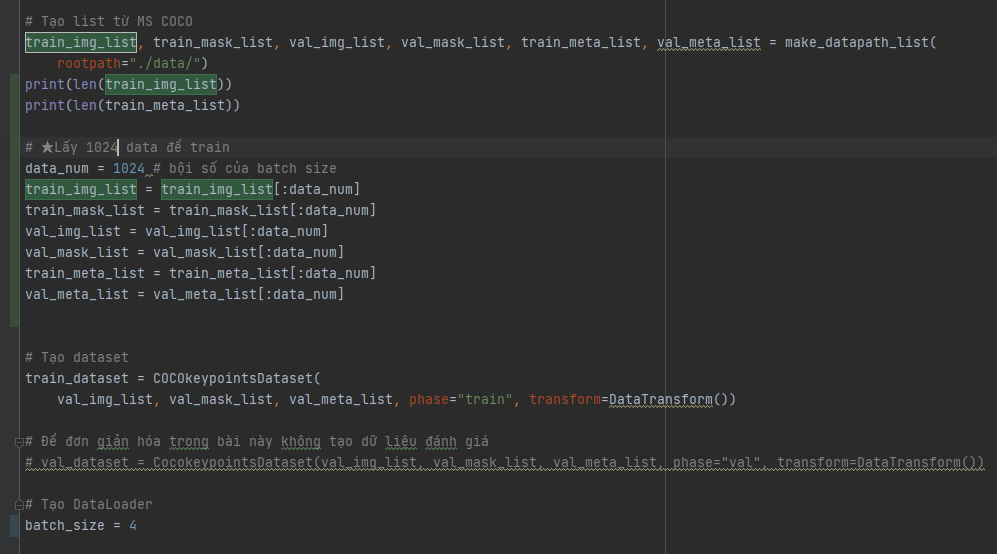 # Tạo list từ MS COCO
train_img_list, train_mask_list, val_img_list, val_mask_list, train_meta_list, val_meta_list = make_datapath_list(
    rootpath="./data/")
print(len(train_img_list))
print(len(train_meta_list))
# ★Lấy 1024 data để train
data_num = 1024 # bội số của batch size
train_img_list = train_img_list[:data_num]
train_mask_list = train_mask_list[:data_num]
val_img_list = val_img_list[:data_num]
val_mask_list = val_mask_list[:data_num]
train_meta_list = train_meta_list[:data_num]
val_meta_list = val_meta_list[:data_num]
# Tạo dataset
train_dataset = COCOkeypointsDataset(
    val_img_list, val_mask_list, val_meta_list, phase="train", transform=DataTransform())
# Để đơn giản hóa trong bài này không tạo dữ liệu đánh giá
# val_dataset = CocokeypointsDataset(val_img_list, val_mask_list, val_meta_list, phase="val", transform=DataTransform())
# Tạo DataLoader
batch_size = 4